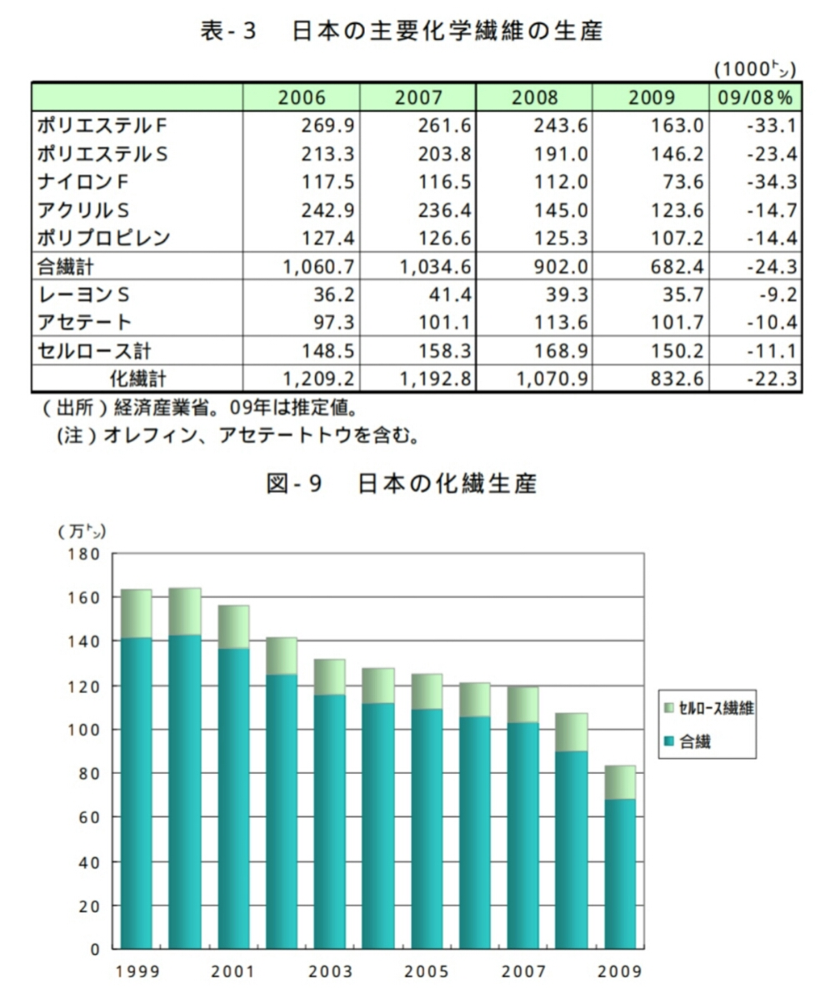 表-3 日本の主要化学繊維の生産
(1000㌧)
2006 2007 2008 2009 09/08%
ポリエステルF 269.9 261.6 243.6 163.0 -33.1
ポリエステルS 213.3 203.8 191.0 146.2 -23.4
ナイロンF 117.5 116.5 112.0 73.6 -34.3
アクリルS 242.9 236.4 145.0 123.6 -14.7
ポリプロピレン 127.4 126.6 125.3 107.2 -14.4
合繊計 1,060.7 1,034.6 902.0 682.4 -24.3
レーヨンS 36.2 41.4 39.3 35.7 -9.2
アセテート 97.3 101.1 113.6 101.7 -10.4
セルロース計 148.5 158.3 168.9 150.2 -11.1
化繊計 1,209.2 1,192.8 1,070.9 832.6 -22.3
(出所)経済産業省。09年は推定値。
(注)オレフィン、アセテートトウを含む。
図-9 日本の化繊生産
(万㌧)
180
160
140
120
100
80
60
40
20
0
1999 2001 2003 2005 2007 2009
ｾﾙﾛｰｽ繊維
合繊